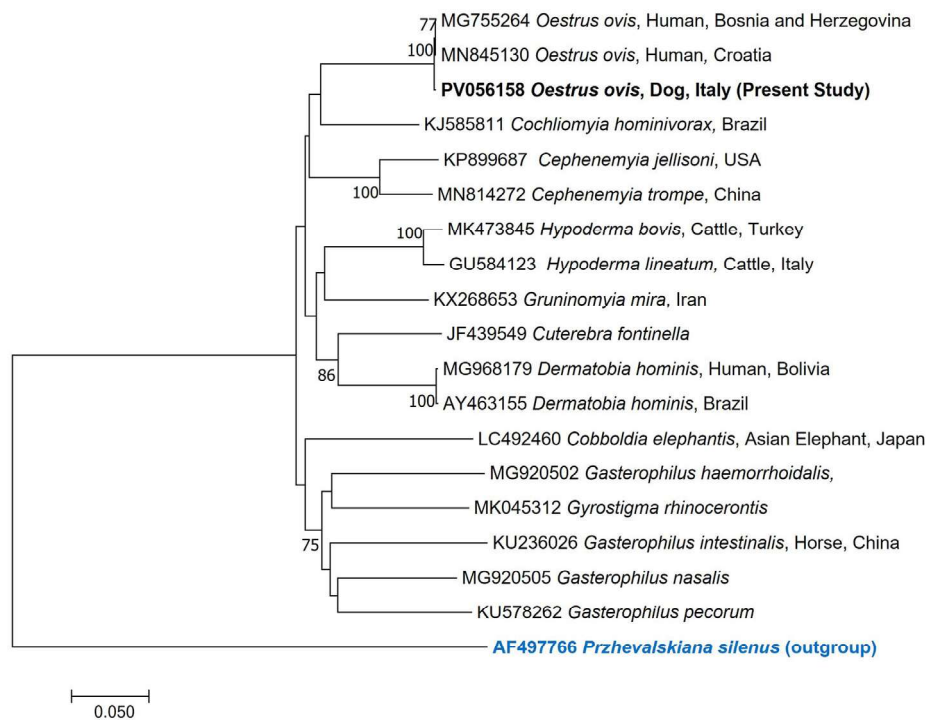 MG755264 Oestrus ovis, Human, Bosnia and Herzegovina
77
100
MN845130 Oestrus ovis, Human, Croatia
PV056158 Oestrus ovis, Dog, Italy (Present Study)
KJ585811 Cochliomyia hominivorax, Brazil
KP899687 Cephenemyia jellisoni, USA
100
MN814272 Cephenemyia trompe, China
100
MK473845 Hypoderma bovis, Cattle, Turkey
GU584123 Hypoderma lineatum, Cattle, Italy
KX268653 Gruninomyia mira, Iran
JF439549 Cuterebra fontinella
86
MG968179 Dermatobia hominis, Human, Bolivia
100
AY463155 Dermatobia hominis, Brazil
LC492460 Cobboldia elephantis, Asian Elephant, Japan
MG920502 Gasterophilus haemorrhoidalis,
MK045312 Gyrostigma rhinocerontis
75
KU236026 Gasterophilus intestinalis, Horse, China
MG920505 Gasterophilus nasalis
KU578262 Gasterophilus pecorum
AF497766 Przhevalskiana silenus (outgroup)
0.050